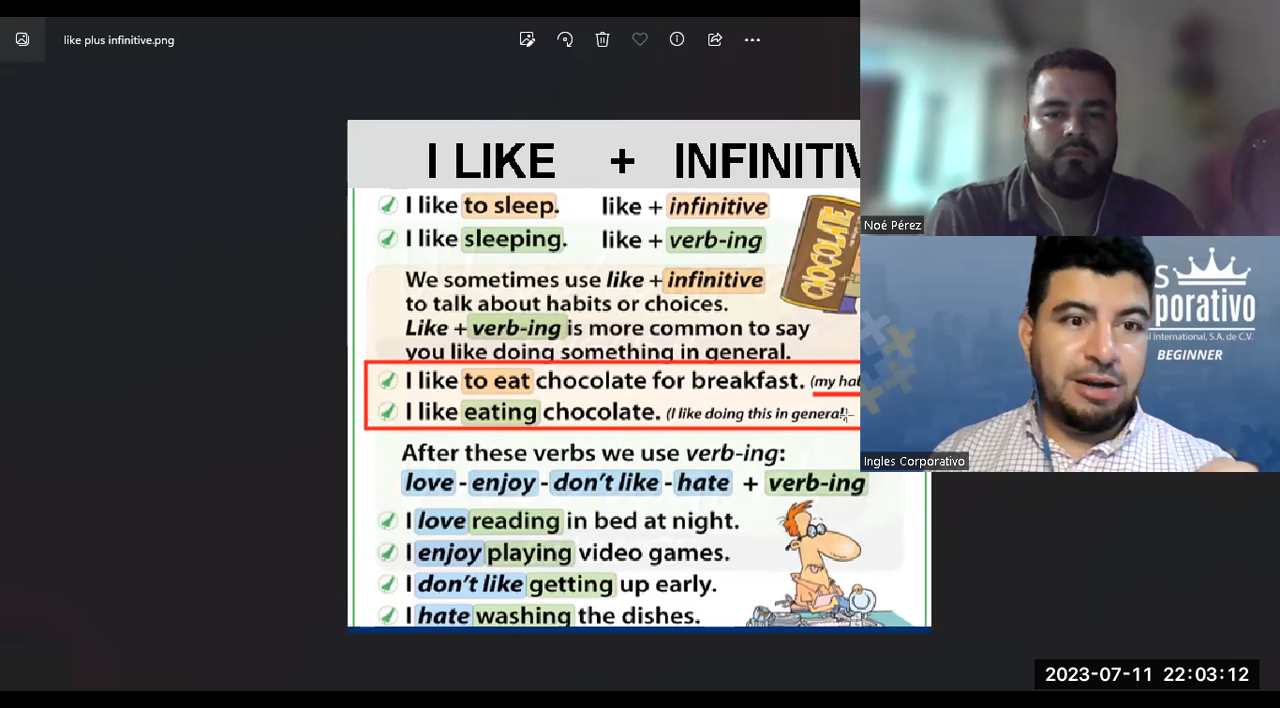 like plus infinitive.png
I LIKE + INFINITIV
I like to sleep. like + infinitive
I like sleeping. like + verb-ing
CHOCOLATE
We sometimes use like + infinitive
to talk about habits or choices.
Like + verb-ing is more common to say
you like doing something in general.
I like to eat chocolate for breakfast. (my hab
I like eating chocolate. (I like doing this in general
After these verbs we use verb-ing:
love - enjoy - don't like - hate + verb-ing
I love reading in bed at night.
I enjoy playing video games.
I don't like getting up early.
I hate washing the dishes.
Noé Pérez
S
porativo
l International, S.A. de C.V.
BEGINNER
Ingles Corporativo
2023-07-11 22:03:12